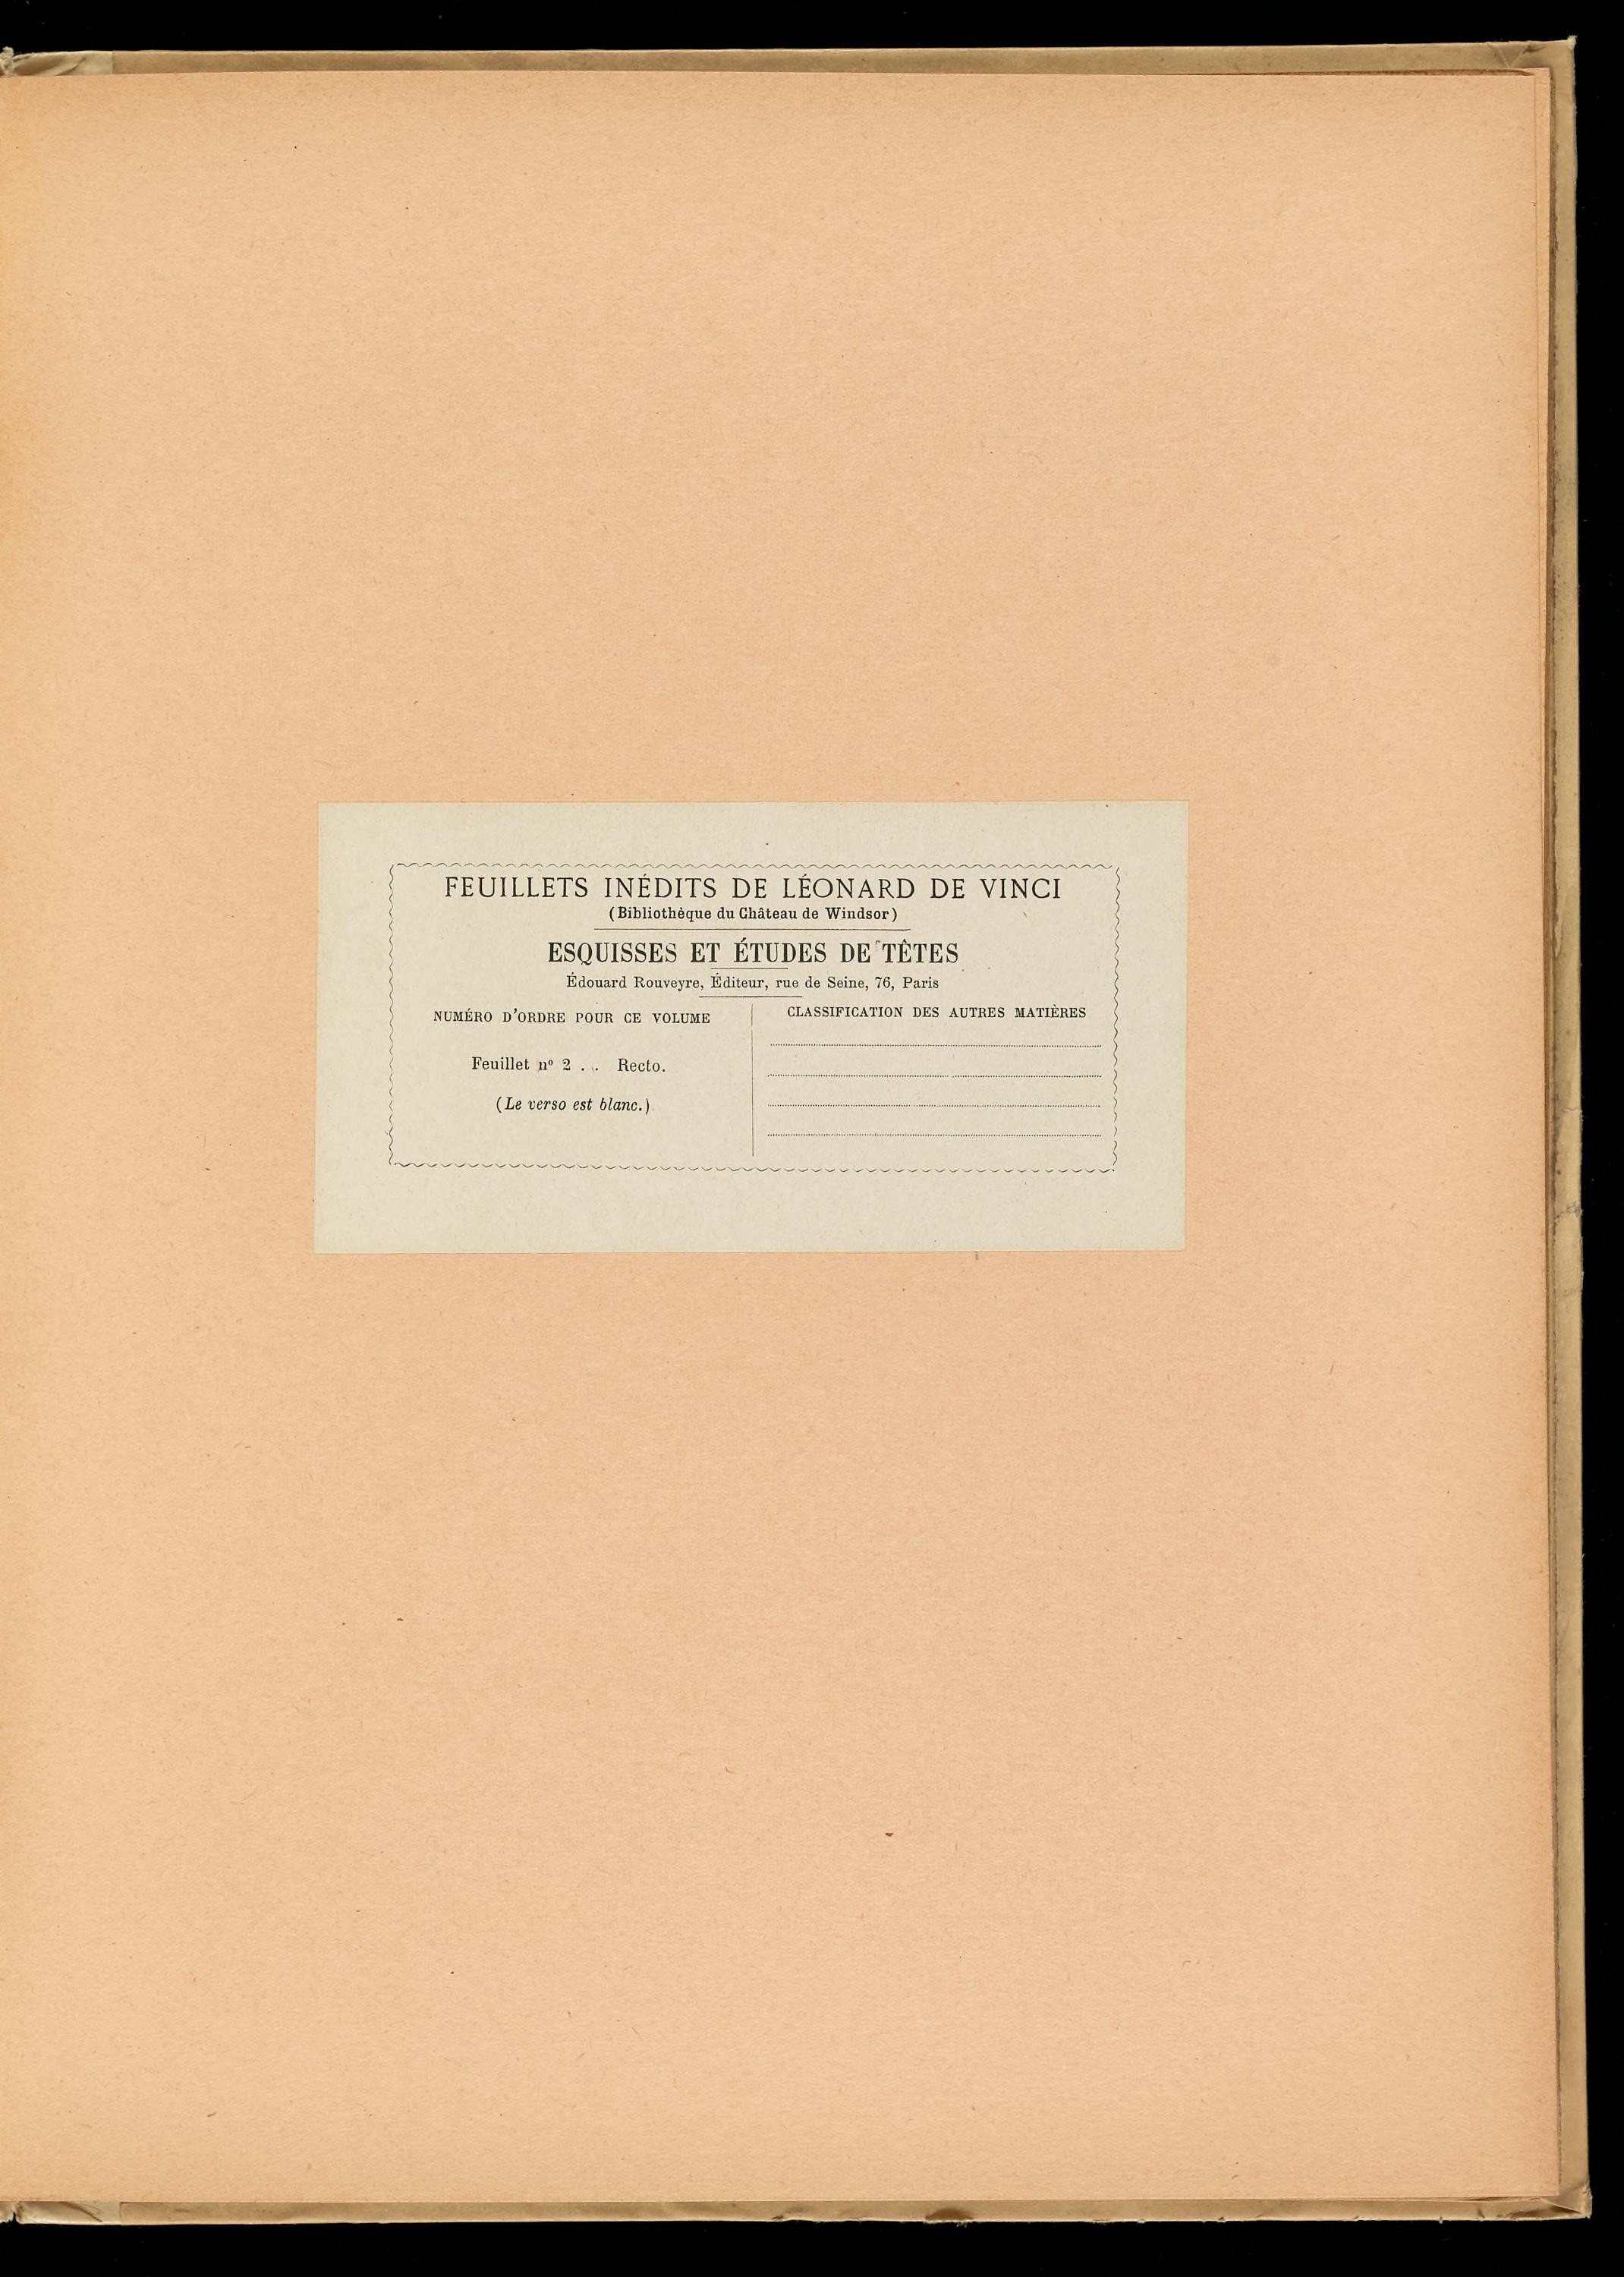 FEUILLETS INÉDITS DE LÉONARD DE VINCI
(Bibliothèque du Château de Windsor)
ESQUISSES ET ÉTUDES DE TÊTES
Édouard Rouveyre, Éditeur, rue de Seine, 76, Paris
NUMÉRO D'ORDRE POUR CE VOLUME
Feuillet nº 2 . . Recto.
(Le verso est blanc.)
CLASSIFICATION DES AUTRES MATIÈRES